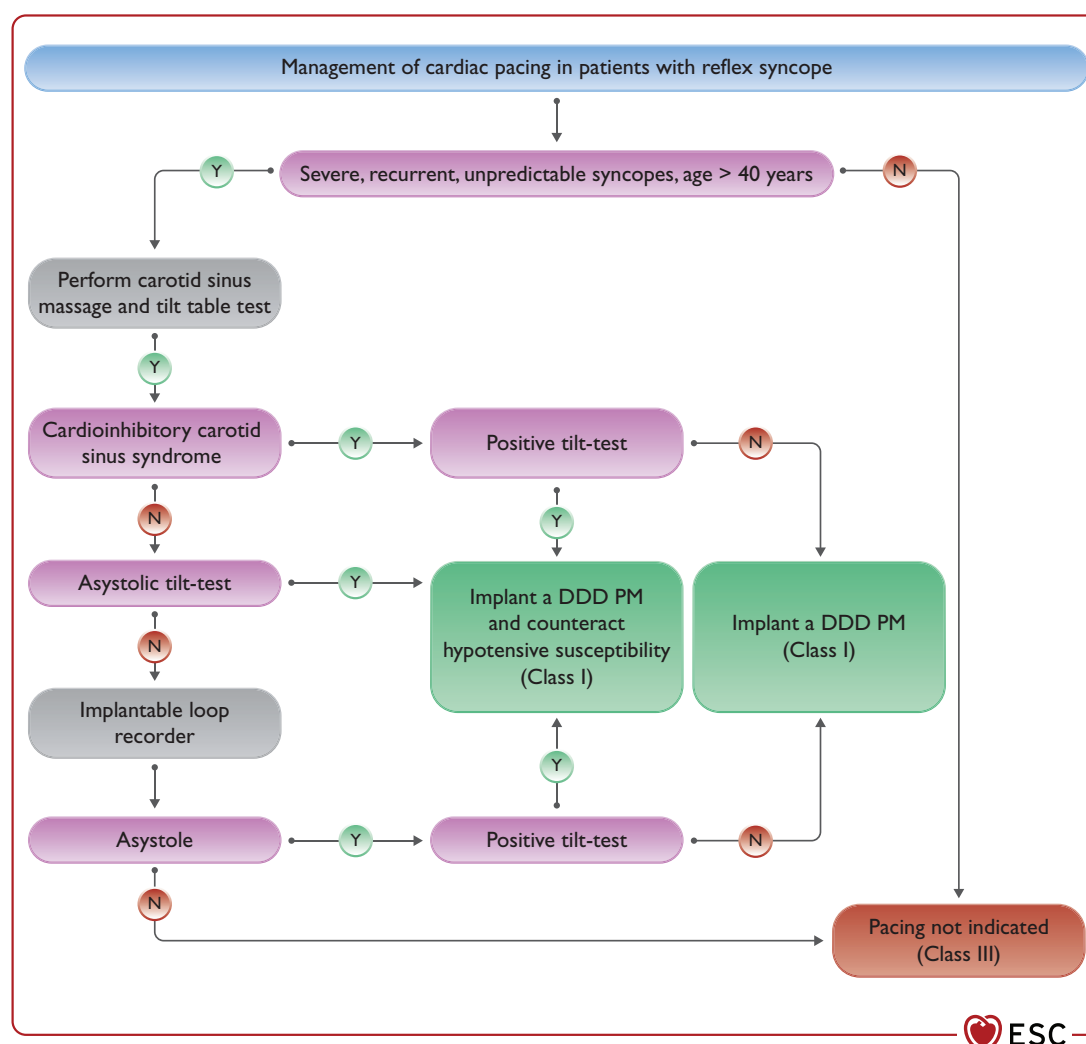 Management of cardiac pacing in patients with reflex syncope
Y
Severe, recurrent, unpredictable syncopes, age > 40 years
N
Perform carotid sinus
massage and tilt table test
Y
Cardioinhibitory carotid
sinus syndrome
Y
Positive tilt-test
N
N
Y
Asystolic tilt-test
Y
Implant a DDD PM
and counteract
hypotensive susceptibility
(Class I)
Implant a DDD PM
(Class I)
N
Implantable loop
recorder
Y
Asystole
Y
Positive tilt-test
N
N
Pacing not indicated
(Class III)
ESC